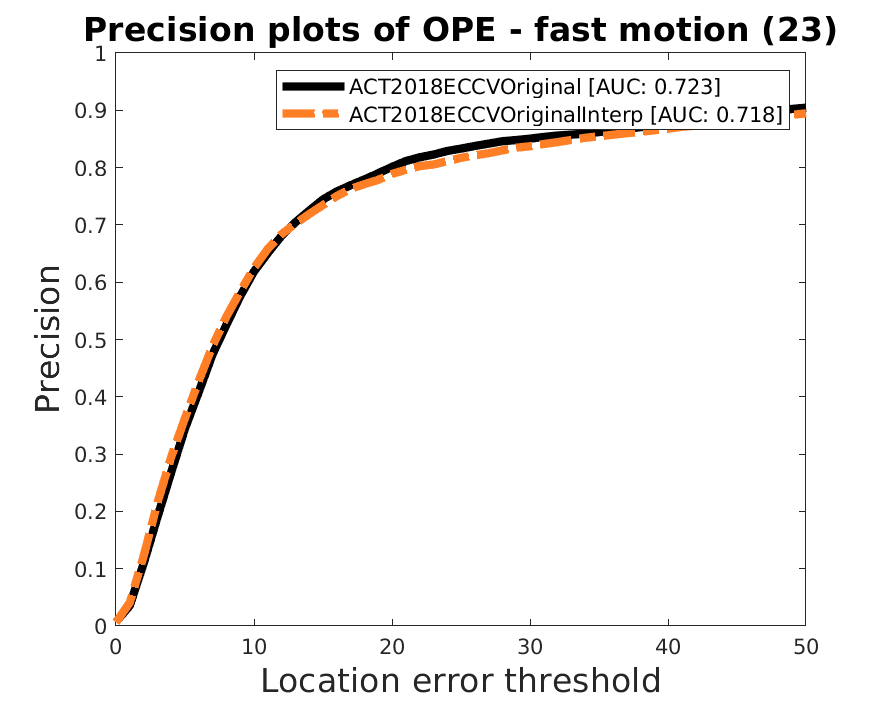 Precision plots of OPE - fast motion (23)
1
ACT2018ECCVOriginal [AUC: 0.723]
ACT2018ECCVOriginalInterp [AUC: 0.718]
0.9
0.8
0.7
0.6
0.5
0.4
0.3
0.2
0.1
0
Precision
0 10 20 30 40 50
Location error threshold